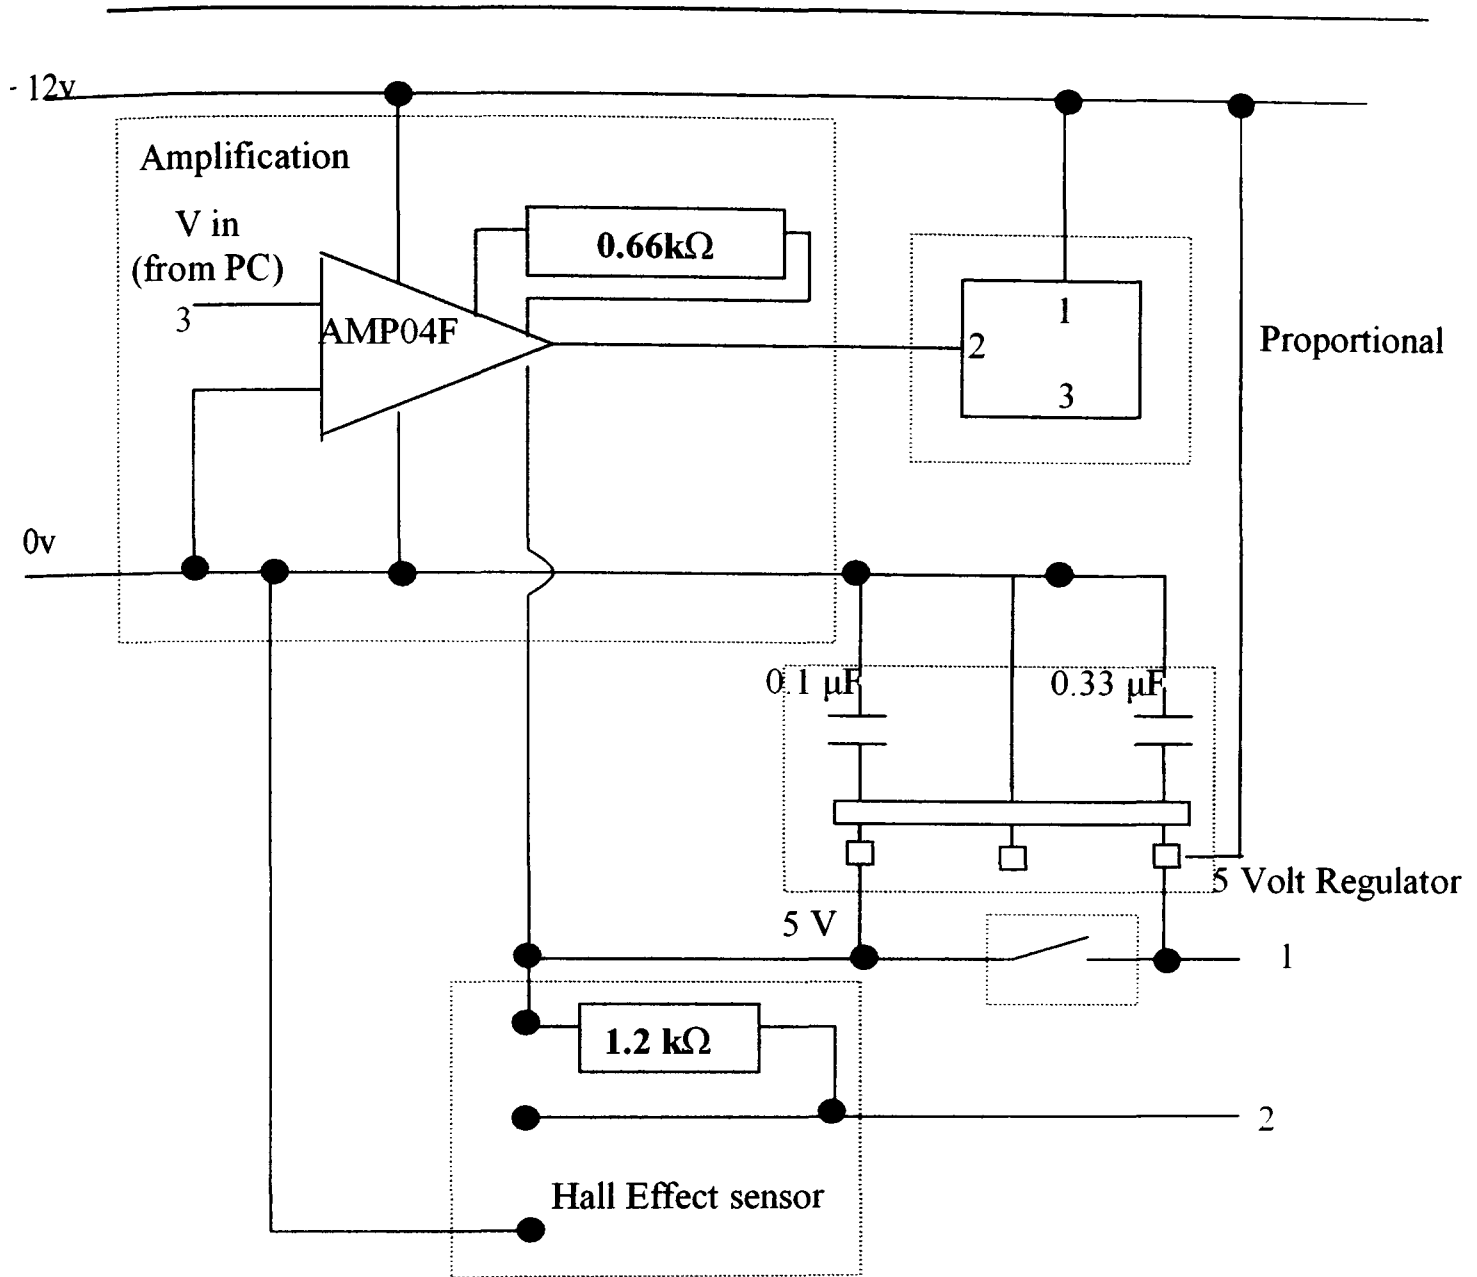 - 12v
Amplification
V in
(from PC)
3
AMP04F
0.66kΩ
1
2
3
Proportional
0v
0.1 µF
0.33 µF
5 Volt Regulator
5 V
1
1.2 kΩ
2
Hall Effect sensor